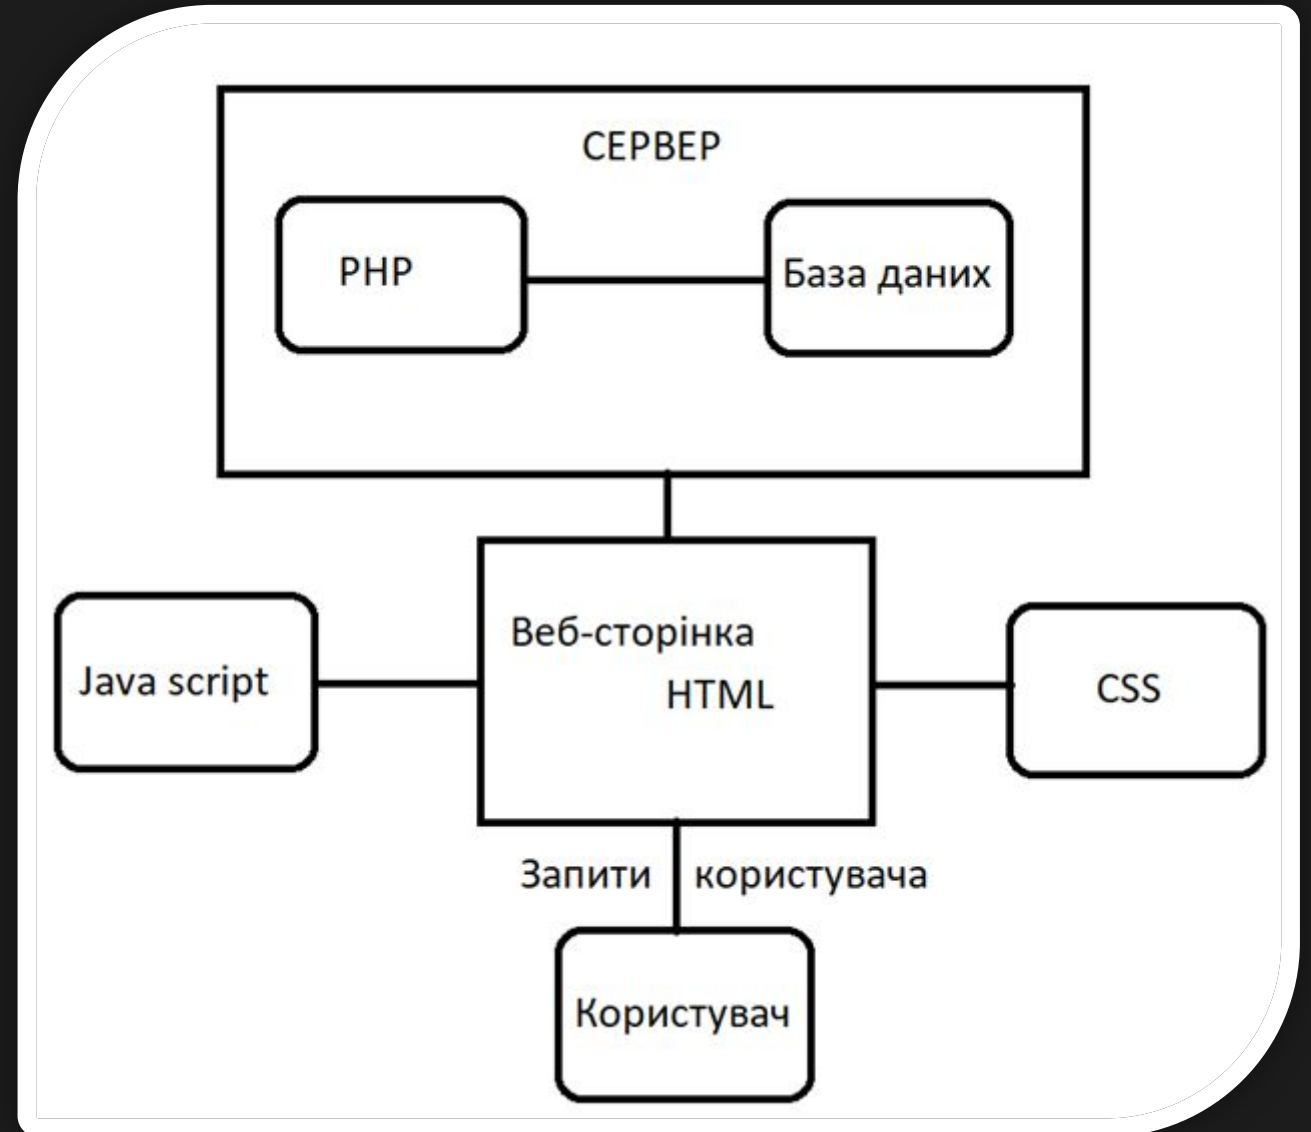 СЕРВЕР
PHP
База даних
Веб-сторінка
HTML
Java script
CSS
Запити користувача
Користувач